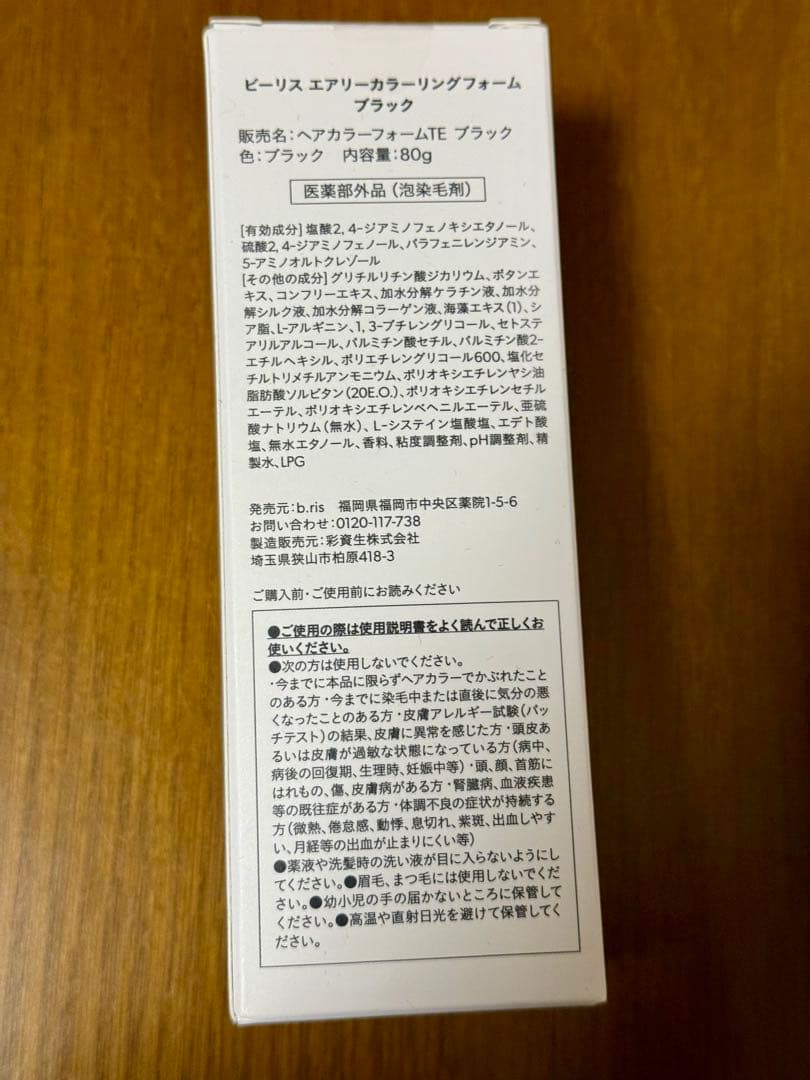 ビーリス エアリーカラーリングフォーム
ブラック
販売名:ヘアカラーフォームTE ブラック
色:ブラック 内容量:80g
医薬部外品(泡染毛剤)
[有効成分]塩酸2, 4-ジアミノフェノキシエタノール、
硫酸2, 4-ジアミノフェノール、パラフェニレンジアミン、
5-アミノオルトクレゾール
[その他の成分]グリチルリチン酸ジカリウム、ボタンエ
キス、コンフリーエキス、加水分解ケラチン液、加水分
解シルク液、加水分解コラーゲン液、海藻エキス(1)、シ
ア脂、L-アルギニン、1, 3-ブチレングリコール、セトステ
アリルアルコール、パルミチン酸セチル、パルミチン酸2-
エチルヘキシル、ポリエチレングリコール600、塩化セ
チルトリメチルアンモニウム、ポリオキシエチレンヤシ油
脂肪酸ソルビタン(20E.O.)、ポリオキシエチレンセチル
エーテル、ポリオキシエチレンベヘニルエーテル、亜硫
酸ナトリウム(無水)、L-システイン塩酸塩、エデト酸
塩、無水エタノール、香料、粘度調整剤、pH調整剤、精
製水、LPG
発売元:b.ris 福岡県福岡市中央区薬院1-5-6
お問い合わせ:0120-117-738
製造販売元:彩資生株式会社
埼玉県狭山市柏原418-3
ご購入前・ご使用前にお読みください
●ご使用の際は使用説明書をよく読んで正しくお
使いください。
●次の方は使用しないでください。
・今までに本品に限らずヘアカラーでかぶれたこと
のある方・今までに染毛中または直後に気分の悪
くなったことのある方・皮膚アレルギー試験(パッ
チテスト)の結果、皮膚に異常を感じた方・頭皮あ
るいは皮膚が過敏な状態になっている方(病中、
病後の回復期、生理時、妊娠中等)・頭、顔、首筋に
はれもの、傷、皮膚病がある方・腎臓病、血液疾患
等の既往症がある方・体調不良の症状が持続する
方(微熱、倦怠感、動悸、息切れ、紫斑、出血しやす
い、月経等の出血が止まりにくい等)
●薬液や洗髪時の洗い液が目に入らないようにし
てください。●眉毛、まつ毛には使用しないでくだ
さい。●幼小児の手の届かないところに保管して
ください。●高温や直射日光を避けて保管してく
ださい。